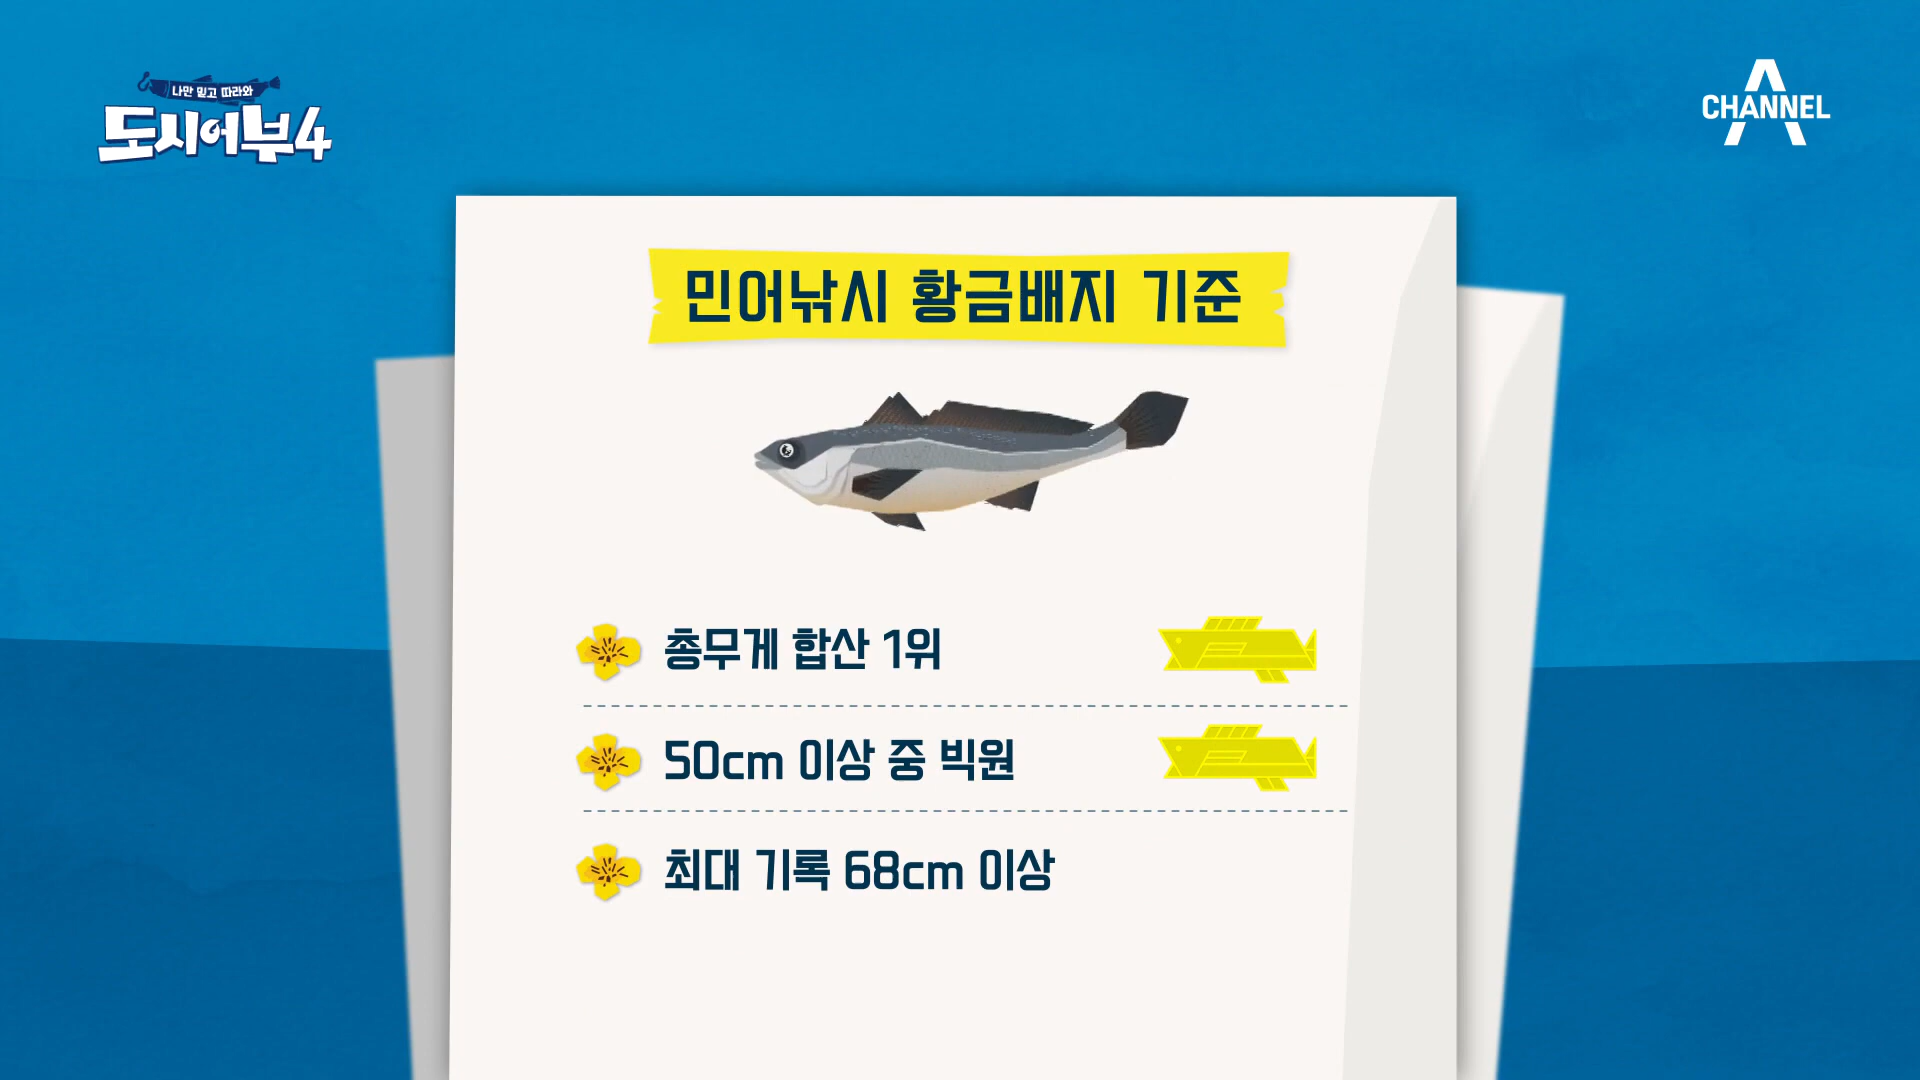 나만 믿고 따라와
도시어부4
CHANNEL A
민어낚시 황금배지 기준
총무게 합산 1위
50cm 이상 중 빅원
최대 기록 68cm 이상